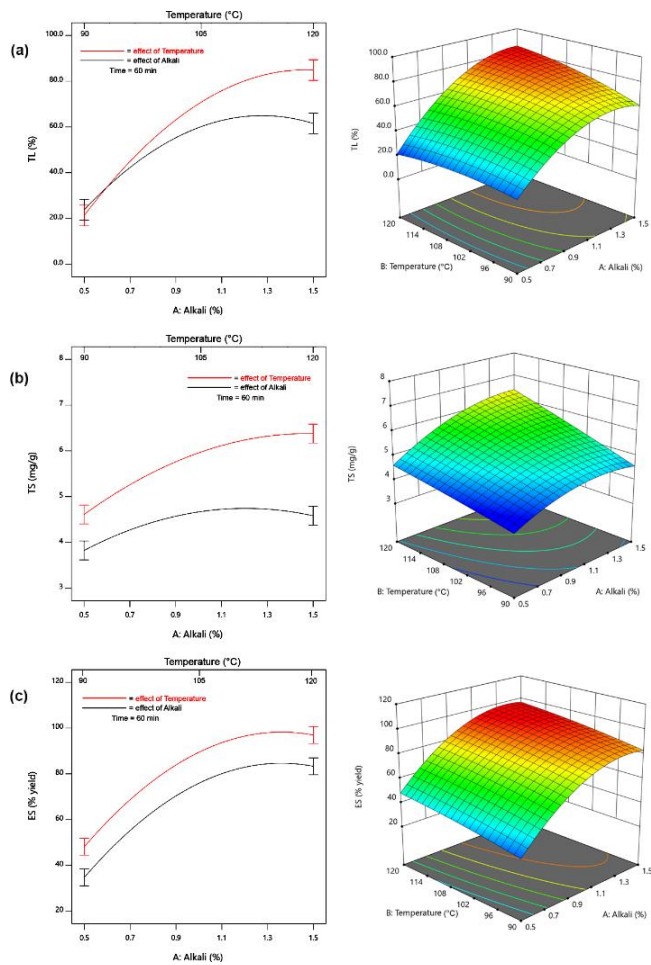 (a)
Temperature (°C)
90 105 120
= effect of Temperature
= effect of Alkali
Time = 60 min
TL (%)
100.0
80.0
60.0
40.0
20.0
0.0
0.5 0.7 0.9 1.1 1.3 1.5
A: Alkali (%)
TL (%)
100.0
80.0
60.0
40.0
20.0
0.0
120 114 108 102 96 90
B: Temperature (°C)
0.5 0.7 0.9 1.1 1.3 1.5
A: Alkali (%)
(b)
Temperature (°C)
90 105 120
= effect of Temperature
= effect of Alkali
Time = 60 min
TS (mg/g)
8
7
6
5
4
3
0.5 0.7 0.9 1.1 1.3 1.5
A: Alkali (%)
TS (mg/g)
8
7
6
5
4
3
120 114 108 102 96 90
B: Temperature (°C)
0.5 0.7 0.9 1.1 1.3 1.5
A: Alkali (%)
(c)
Temperature (°C)
90 105 120
= effect of Temperature
= effect of Alkali
Time = 60 min
ES (% yield)
120
100
80
60
40
20
0.5 0.7 0.9 1.1 1.3 1.5
A: Alkali (%)
ES (% yield)
120
100
80
60
40
20
120 114 108 102 96 90
B: Temperature (°C)
0.5 0.7 0.9 1.1 1.3 1.5
A: Alkali (%)